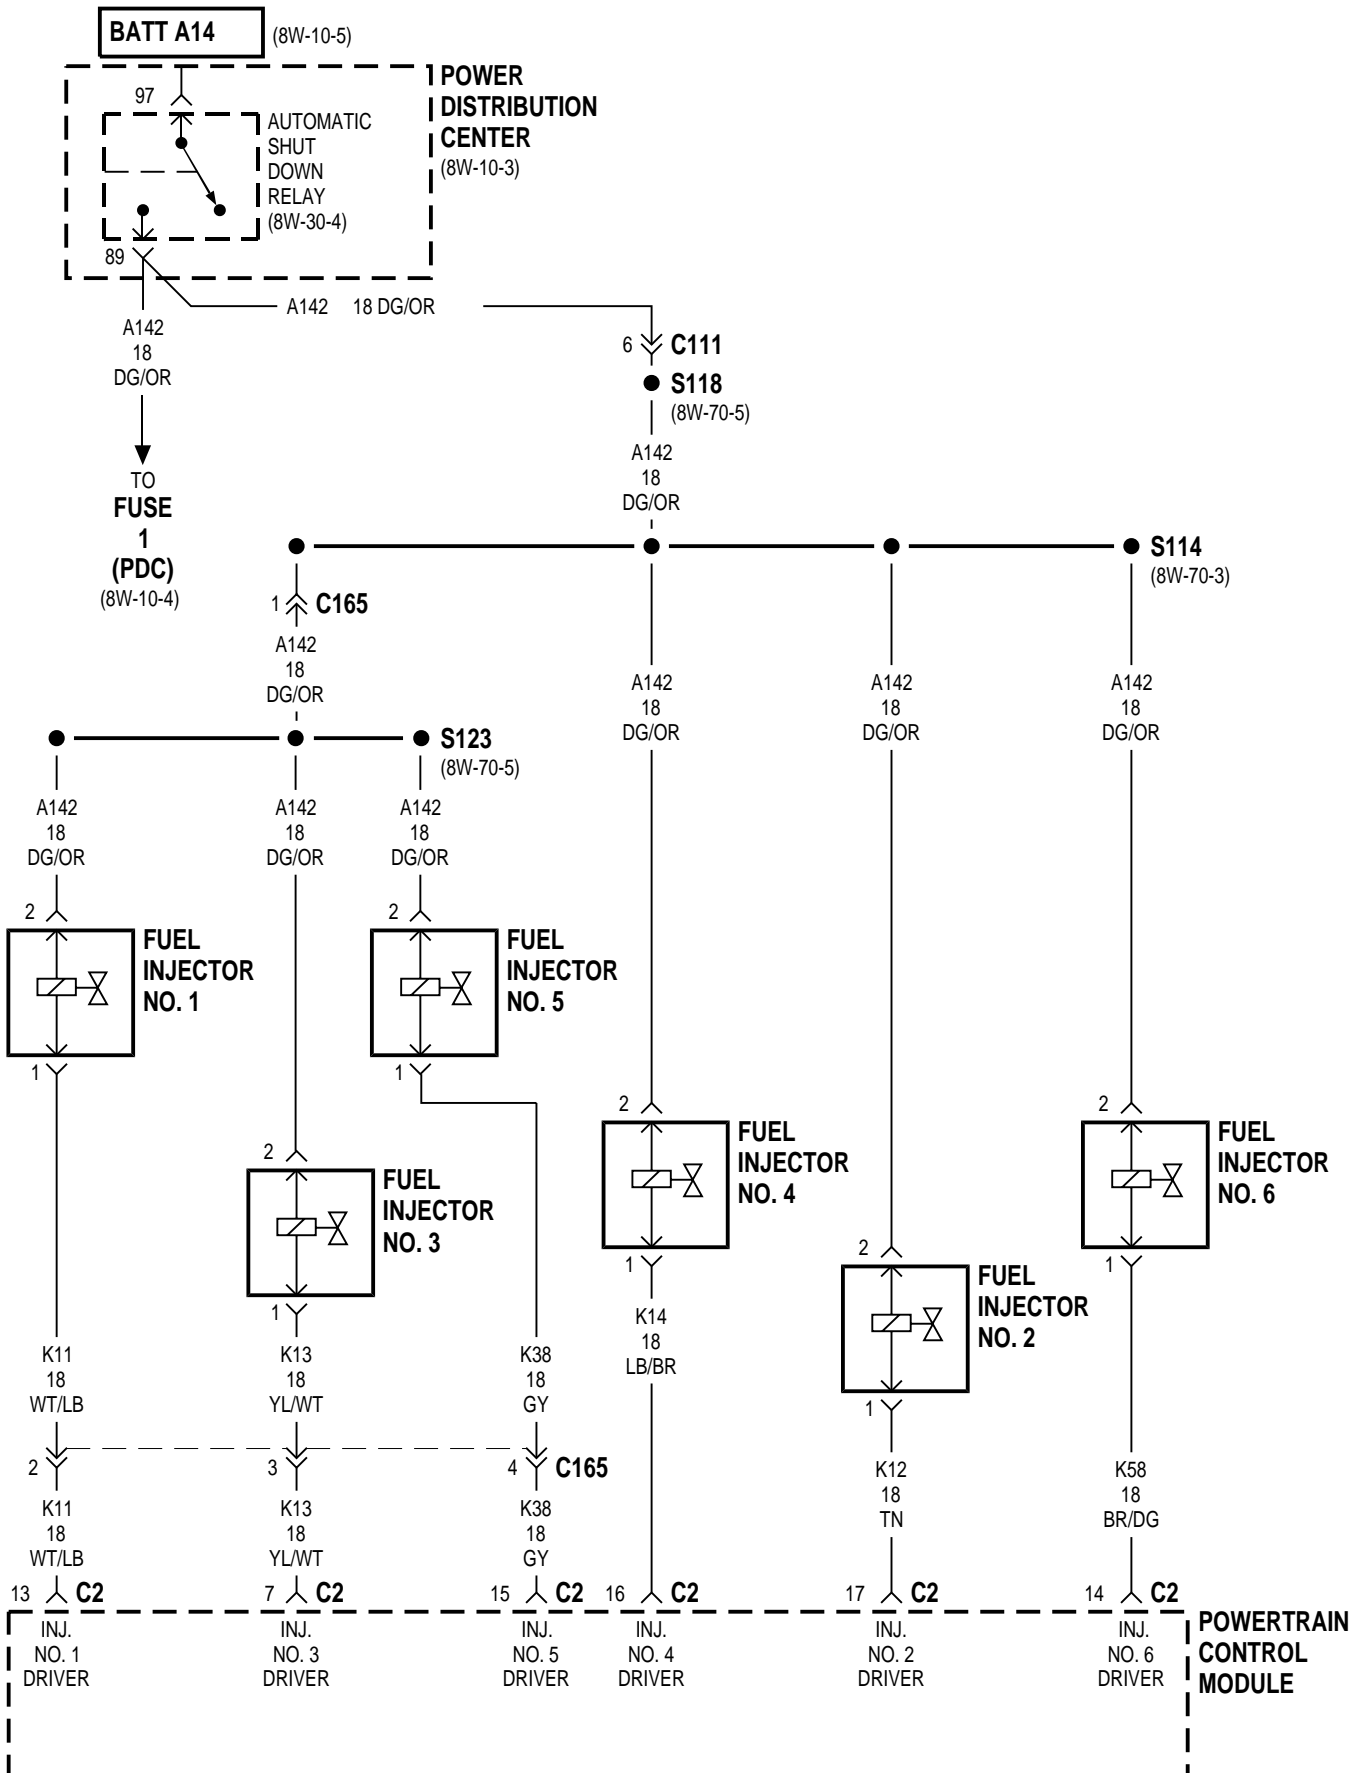 BATT A14 (8W-10-5)
POWER
DISTRIBUTION
CENTER
(8W-10-3)
97
AUTOMATIC
SHUT
DOWN
RELAY
(8W-30-4)
89
A142 18 DG/OR
A142
18
DG/OR
TO
FUSE
1
(PDC)
(8W-10-4)
6 C111
S118
(8W-70-5)
A142
18
DG/OR
S114
(8W-70-3)
1 C165
A142
18
DG/OR
A142
18
DG/OR
A142
18
DG/OR
A142
18
DG/OR
S123
(8W-70-5)
A142
18
DG/OR
A142
18
DG/OR
A142
18
DG/OR
2
FUEL
INJECTOR
NO. 1
1
2
FUEL
INJECTOR
NO. 5
1
2
FUEL
INJECTOR
NO. 3
1
2
FUEL
INJECTOR
NO. 4
1
2
FUEL
INJECTOR
NO. 2
1
2
FUEL
INJECTOR
NO. 6
1
K11
18
WT/LB
K13
18
YL/WT
K38
18
GY
K14
18
LB/BR
2 3 4 C165
K11
18
WT/LB
K13
18
YL/WT
K38
18
GY
K12
18
TN
K58
18
BR/DG
13 C2 7 C2 15 C2 16 C2 17 C2 14 C2
INJ.
NO. 1
DRIVER
INJ.
NO. 3
DRIVER
INJ.
NO. 5
DRIVER
INJ.
NO. 4
DRIVER
INJ.
NO. 2
DRIVER
INJ.
NO. 6
DRIVER
POWERTRAIN
CONTROL
MODULE